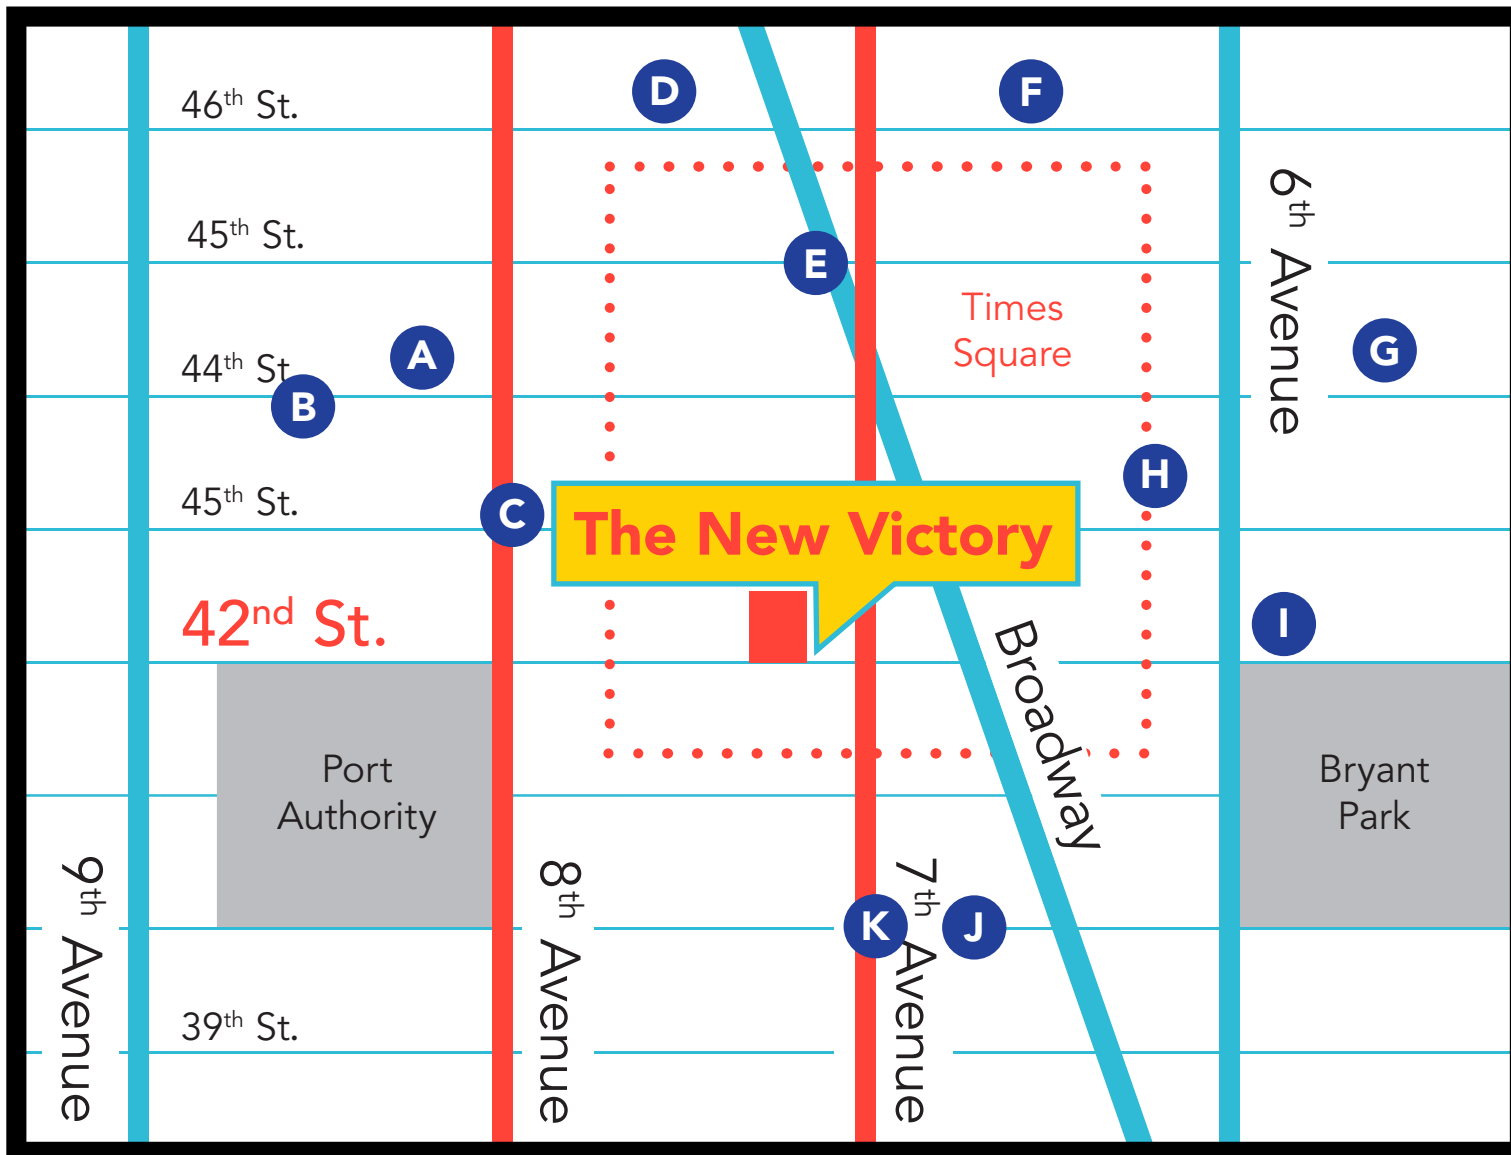 46th St.
D
F
45th St.
E
6th Avenue
Times
Square
44th St
A
B
G
45th St.
C
H
The New Victory
42nd St.
I
Broadway
Port
Authority
Bryant
Park
9th Avenue
8th Avenue
7th Avenue
K
J
39th St.